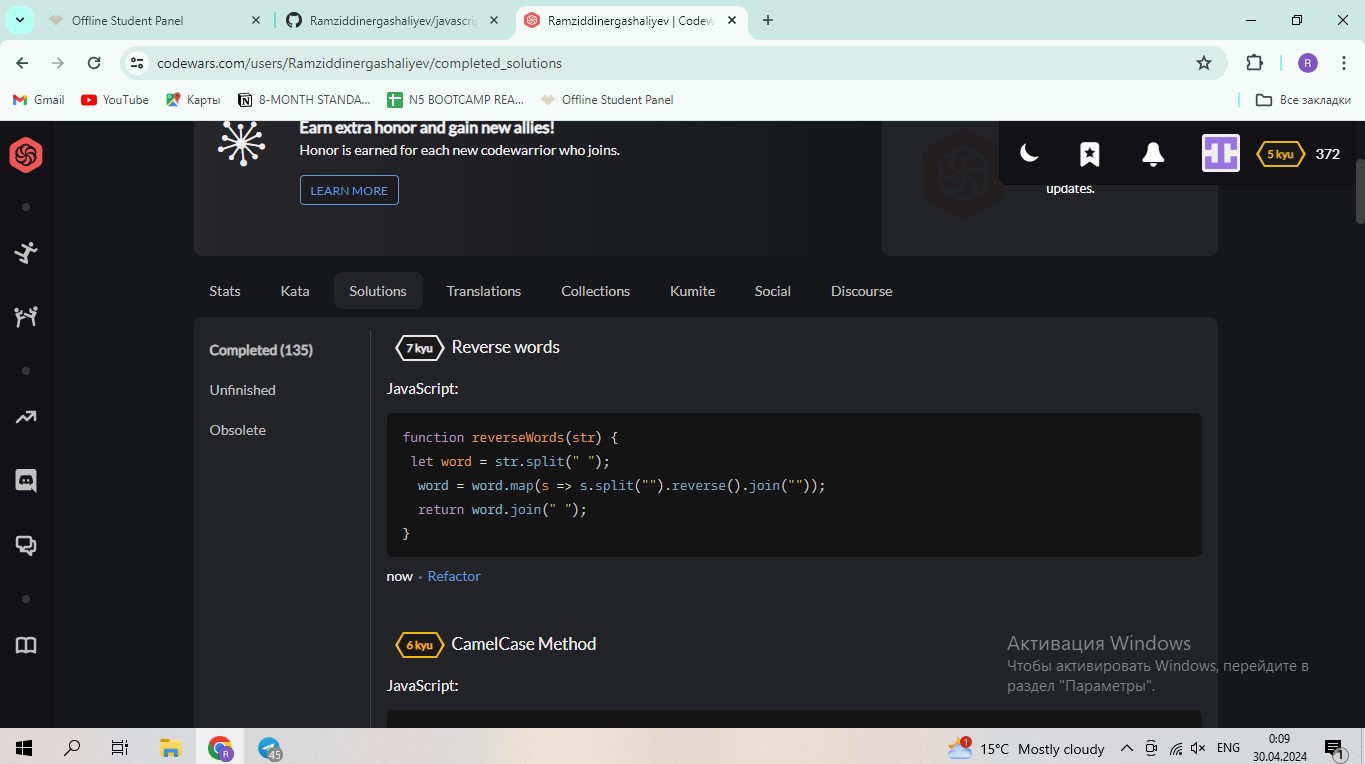 Offline Student Panel
Ramziddinergashaliyev/javascri
Ramziddinergashaliyev | Codew
codewars.com/users/Ramziddinergashaliyev/completed_solutions
R
Gmail
YouTube
Карты
8-MONTH STANDA...
N5 BOOTCAMP REA...
Offline Student Panel
Все закладки
Earn extra honor and gain new allies!
Honor is earned for each new codewarrior who joins.
LEARN MORE
5 kyu
372
updates.
Stats
Kata
Solutions
Translations
Collections
Kumite
Social
Discourse
Completed (135)
Unfinished
Obsolete
7 kyu
Reverse words
JavaScript:
function reverseWords(str) {
let word = str.split(" ");
word = word.map(s => s.split("").reverse().join(""));
return word.join(" ");
}
now • Refactor
6 kyu
CamelCase Method
JavaScript:
Активация Windows
Чтобы активировать Windows, перейдите в
раздел "Параметры".
R
45
1
15°C Mostly cloudy
ENG
0:09
30.04.2024
1